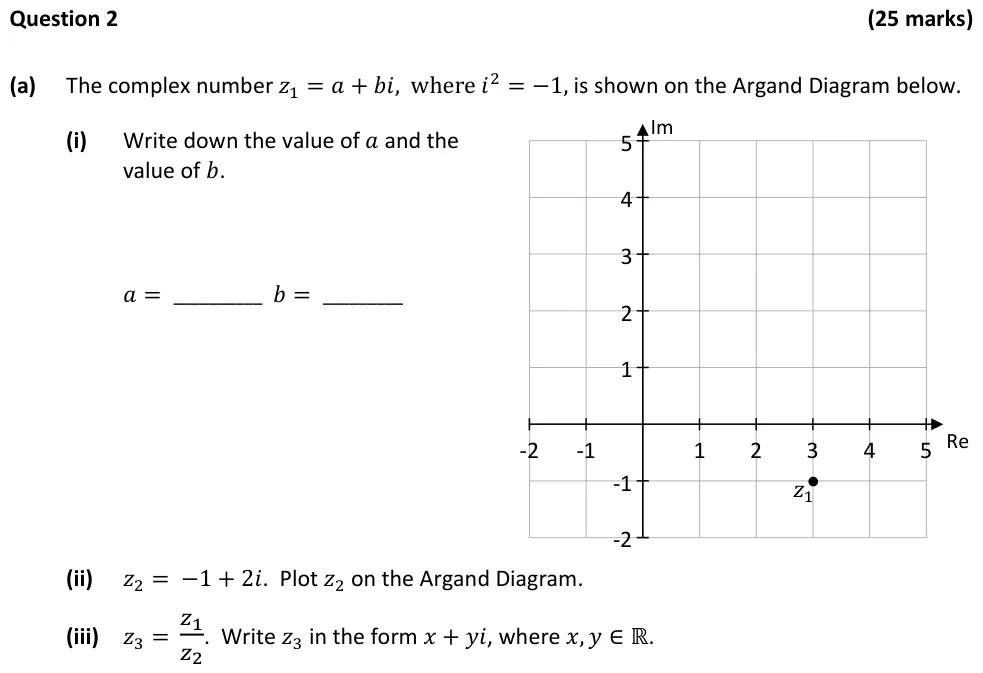 Question 2 (25 marks)
(a) The complex number z₁ = a + bi, where i² = −1, is shown on the Argand Diagram below.
(i) Write down the value of a and the
value of b.
a = ________ b = _______
Im
5
4
3
2
1
-2 -1 1 2 3 4 5 Re
-1
z₁
-2
(ii) z₂ = −1 + 2i. Plot z₂ on the Argand Diagram.
(iii) z₃ = z₁/z₂. Write z₃ in the form x + yi, where x, y ∈ ℝ.